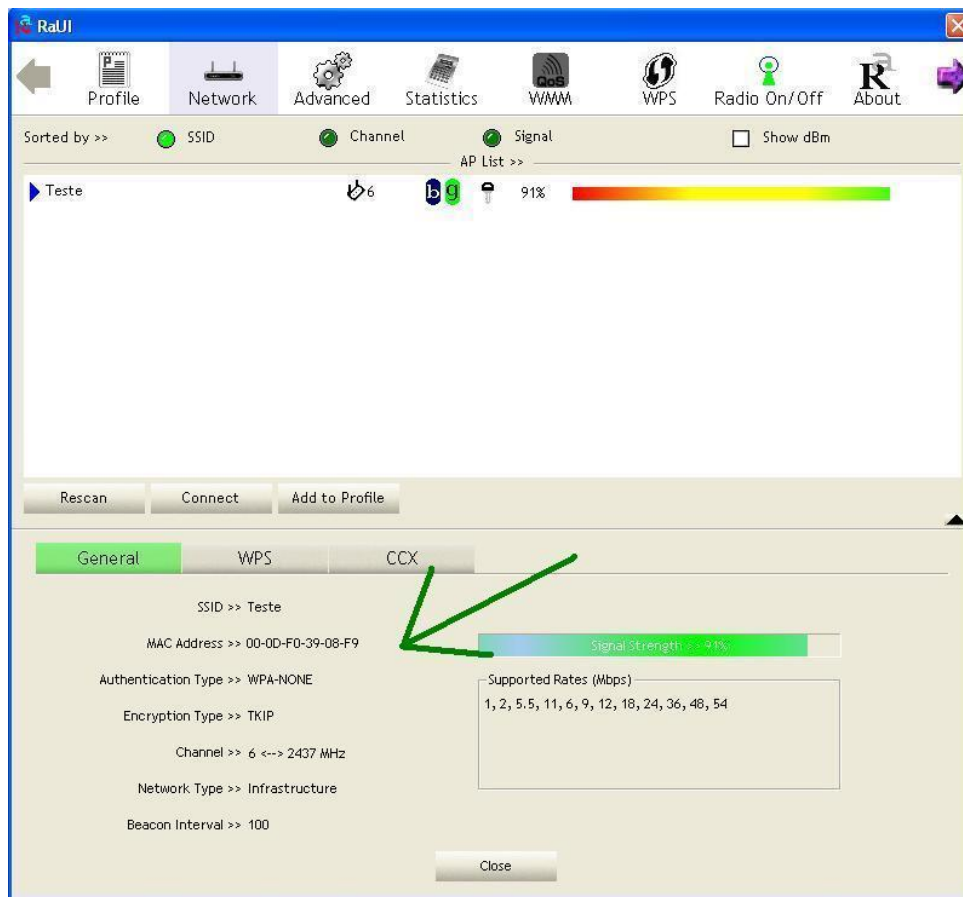 RaUI
Profile Network Advanced Statistics QoS WMM WPS Radio On/Off Ra About
Sorted by >> SSID Channel Signal Show dBm
AP List >>
Teste 6 b g 91%
Rescan Connect Add to Profile
General WPS CCX
SSID >> Teste
MAC Address >> 00-0D-F0-39-08-F9
Signal Strength >> 91%
Authentication Type >> WPA-NONE
Supported Rates (Mbps)
1, 2, 5.5, 11, 6, 9, 12, 18, 24, 36, 48, 54
Encryption Type >> TKIP
Channel >> 6 <--> 2437 MHz
Network Type >> Infrastructure
Beacon Interval >> 100
Close